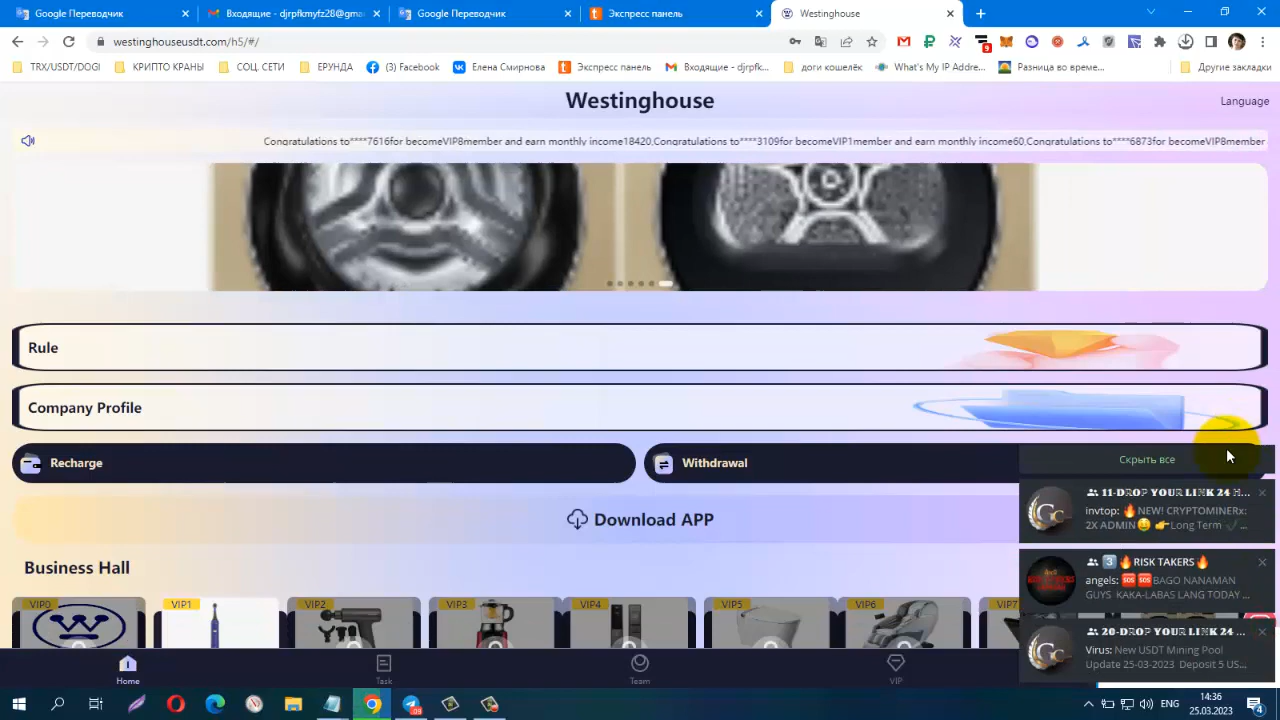 Google Переводчик
Входящие - djrpfkmyfz28@gma
Google Переводчик
Экспресс панель
Westinghouse
westinghouseusdt.com/h5/#/
9
TRX/USDT/DOGI
КРИПТО КРАНЫ
СОЦ. СЕТИ
ЕРУНДА
(3) Facebook
Елена Смирнова
Экспресс панель
Входящие - djrpfk...
доги кошелёк
What's My IP Addre...
Разница во време...
Другие закладки
Westinghouse
Language
Congratulations to****7616for becomeVIP8member and earn monthly income18420,Congratulations to****3109for becomeVIP1member and earn monthly income60,Congratulations to****6873for becomeVIP8member
Rule
Company Profile
Recharge
Withdrawal
Download APP
Business Hall
VIP0
VIP1
VIP2
VIP3
VIP4
VIP5
VIP6
VIP7
Скрыть все
11-DROP YOUR LINK 24 H...
invtop: 🔥NEW! CRYPTOMINERx:
2X ADMIN🤑 👉Long Term ✔ ...
3️⃣🔥RISK TAKERS🔥
angels: 🆘🆘BAGO NANAMAN
GUYS KAKA-LABAS LANG TODAY ...
20-DROP YOUR LINK 24 ...
Virus: New USDT Mining Pool
Update 25-03-2023 Deposit 5 US...
Home
Task
Team
VIP
ENG
14:36
25.03.2023
4